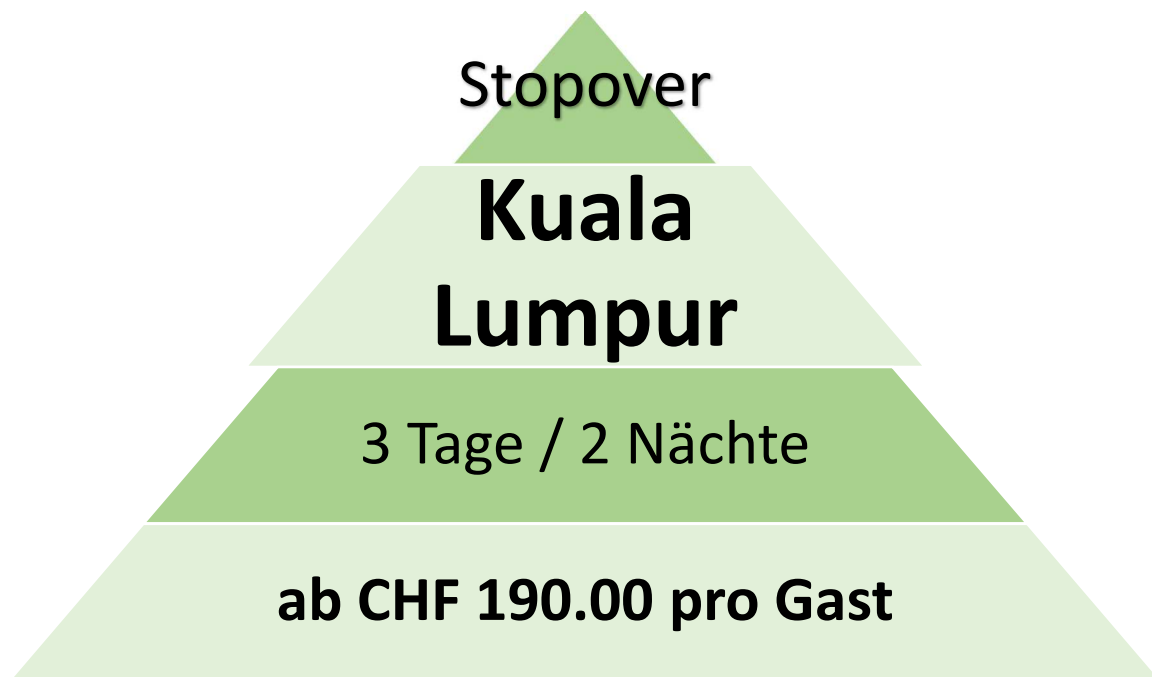 Stopover
Kuala
Lumpur
3 Tage / 2 Nächte
ab CHF 190.00 pro Gast